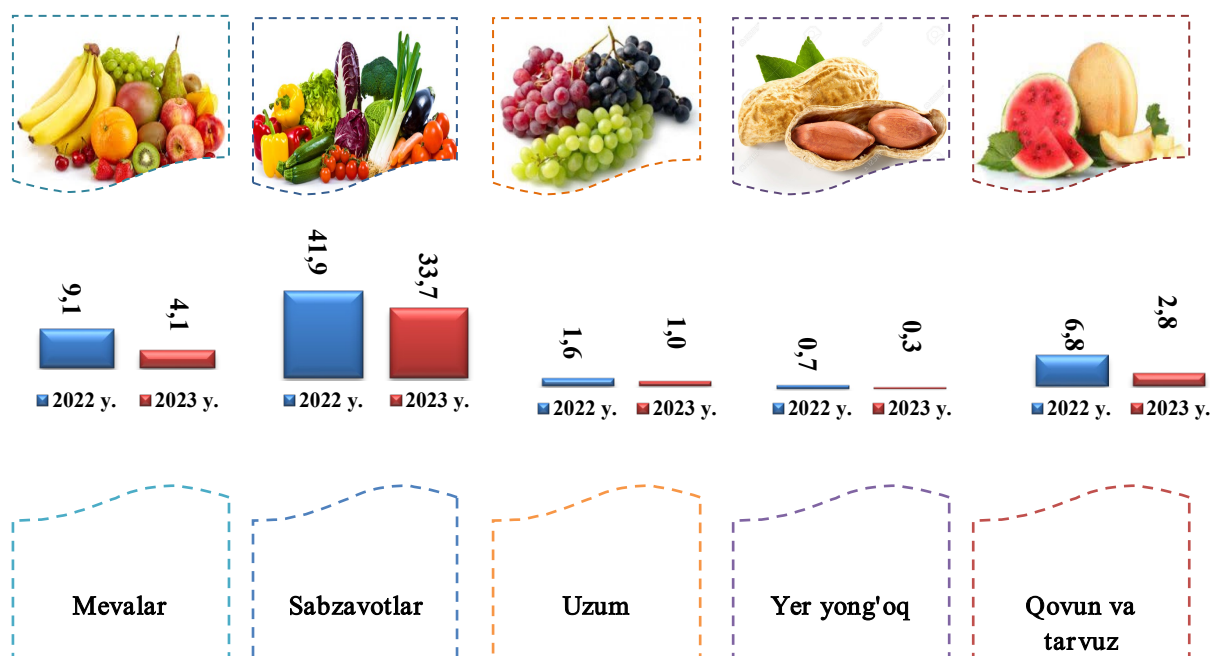 9,1
4,1
2022 y.
2023 y.
41,9
33,7
2022 y.
2023 y.
1,6
1,0
2022 y.
2023 y.
0,7
0,3
2022 y.
2023 y.
6,8
2,8
2022 y.
2023 y.
Mevalar
Sabzavotlar
Uzum
Yer yong'oq
Qovun va
tarvuz